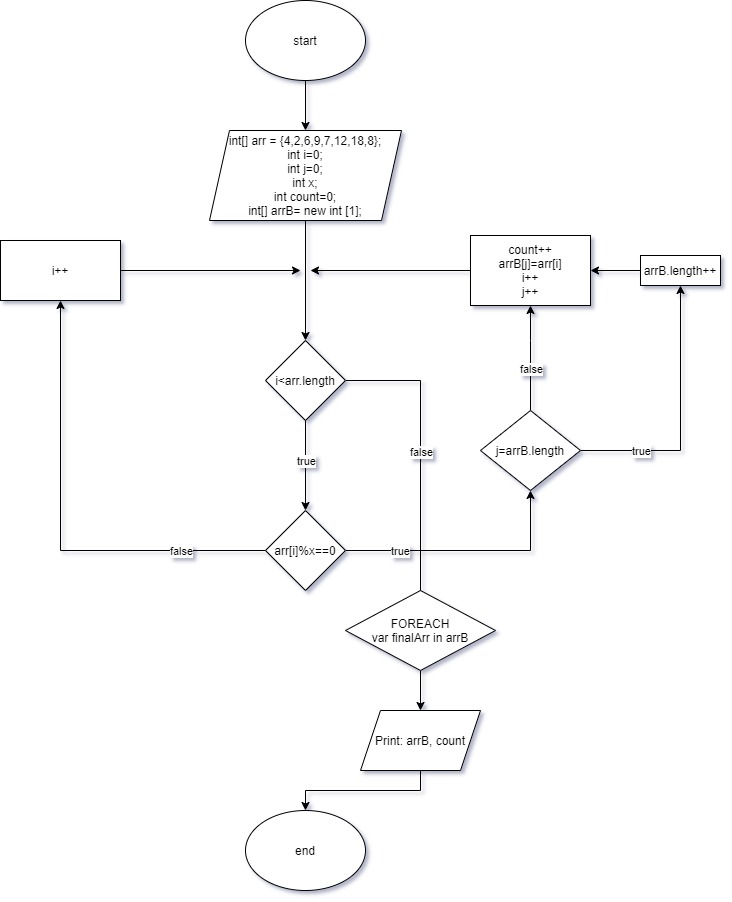 start
int[] arr = {4,2,6,9,7,12,18,8};
int i=0;
int j=0;
int x;
int count=0;
int[] arrB= new int [1];
i++
count++
arrB[j]=arr[i]
i++
j++
arrB.length++
i<arr.length
false
true
false
j=arrB.length
true
false
arr[i]%x==0
true
FOREACH
var finalArr in arrB
Print: arrB, count
end